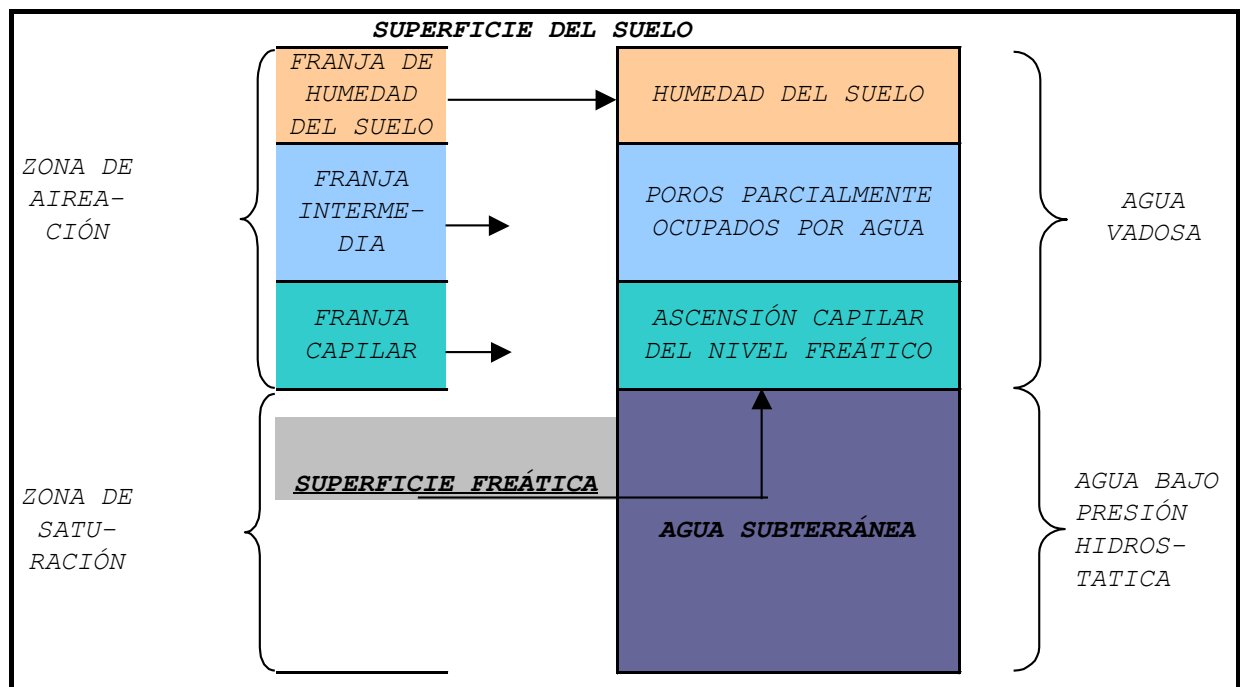 SUPERFICIE DEL SUELO
FRANJA DE
HUMEDAD
DEL SUELO
HUMEDAD DEL SUELO
ZONA DE
AIREA-
CIÓN
FRANJA
INTERME-
DIA
POROS PARCIALMENTE
OCUPADOS POR AGUA
AGUA
VADOSA
FRANJA
CAPILAR
ASCENSIÓN CAPILAR
DEL NIVEL FREÁTICO
SUPERFICIE FREÁTICA
ZONA DE
SATU-
RACIÓN
AGUA SUBTERRÁNEA
AGUA BAJO
PRESIÓN
HIDROS-
TATICA